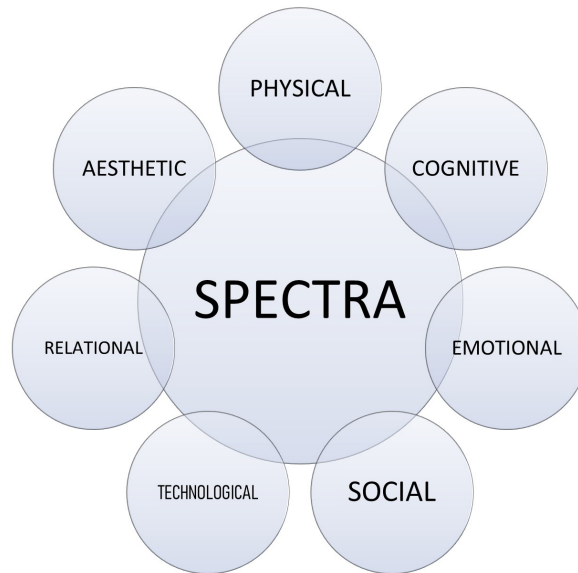 PHYSICAL
AESTHETIC
COGNITIVE
SPECTRA
RELATIONAL
EMOTIONAL
TECHNOLOGICAL
SOCIAL